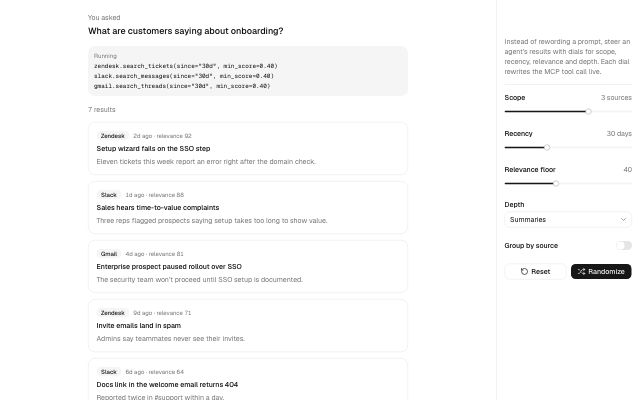 You asked
What are customers saying about onboarding?
Running
zendesk.search_tickets(since="30d", min_score=0.40)
slack.search_messages(since="30d", min_score=0.40)
gmail.search_threads(since="30d", min_score=0.40)
7 results
Zendesk 2d ago · relevance 92
Setup wizard fails on the SSO step
Eleven tickets this week report an error right after the domain check.
Slack 1d ago · relevance 88
Sales hears time-to-value complaints
Three reps flagged prospects saying setup takes too long to show value.
Gmail 4d ago · relevance 81
Enterprise prospect paused rollout over SSO
The security team won't proceed until SSO setup is documented.
Zendesk 9d ago · relevance 71
Invite emails land in spam
Admins say teammates never see their invites.
Slack 6d ago · relevance 64
Docs link in the welcome email returns 404
Reported twice in #support within a day.
Instead of rewording a prompt, steer an
agent's results with dials for scope,
recency, relevance and depth. Each dial
rewrites the MCP tool call live.
Scope 3 sources
Recency 30 days
Relevance floor 40
Depth
Summaries
Group by source
Reset Randomize